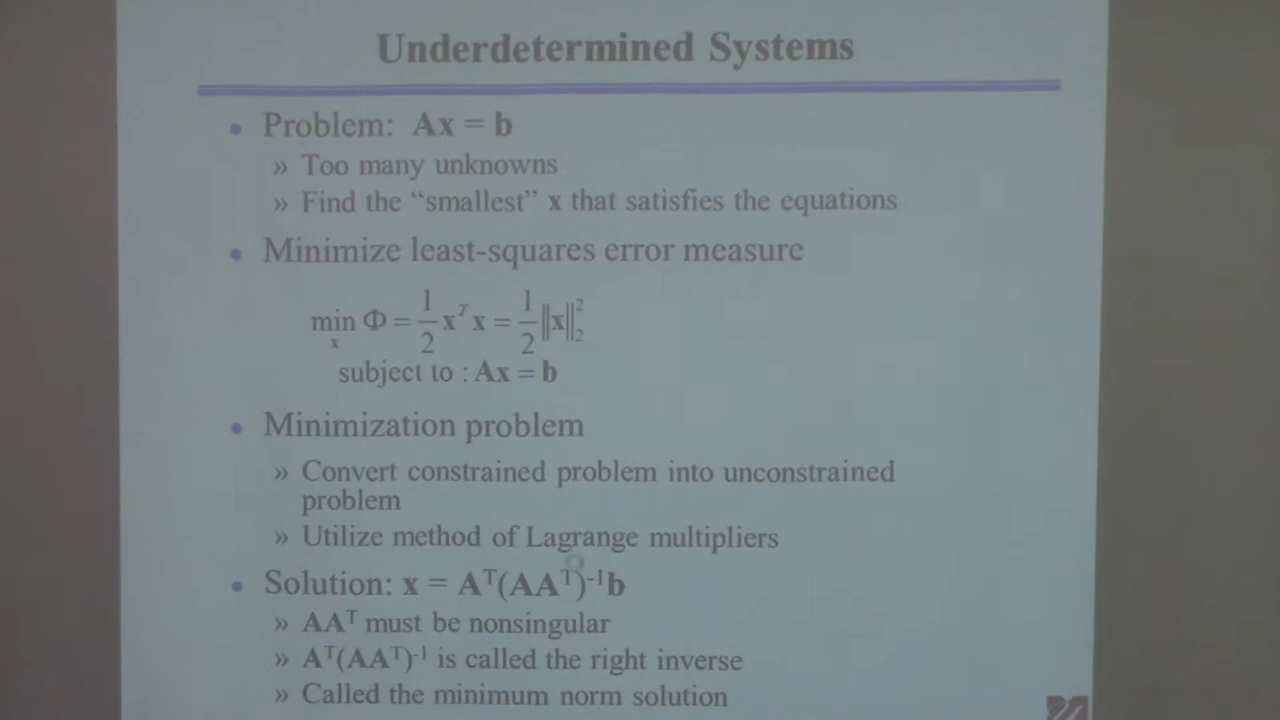 Underdetermined Systems
• Problem: Ax = b
» Too many unknowns
» Find the “smallest” x that satisfies the equations
• Minimize least-squares error measure
min Φ = 1/2 x^T x = 1/2 ||x||_2^2
x
subject to : Ax = b
• Minimization problem
» Convert constrained problem into unconstrained
problem
» Utilize method of Lagrange multipliers
• Solution: x = A^T(AA^T)^-1b
» AA^T must be nonsingular
» A^T(AA^T)^-1 is called the right inverse
» Called the minimum norm solution